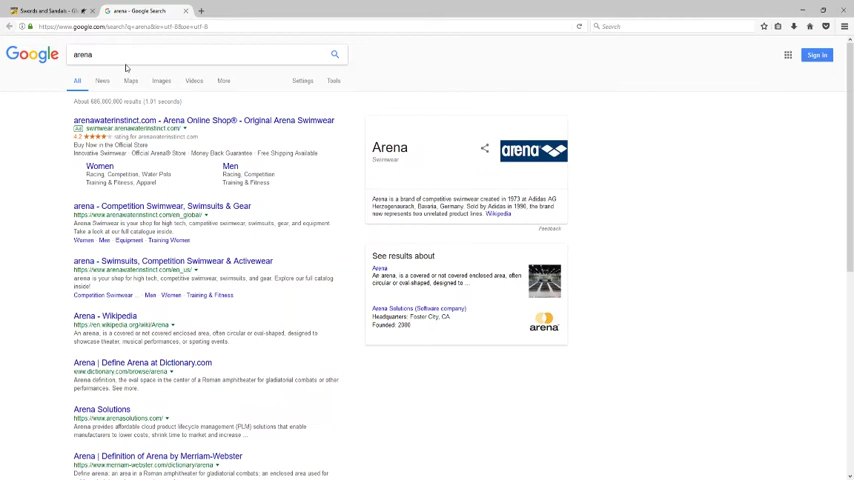 Swords and Sandals - G
arena - Google Search
https://www.google.com/search?q=arena&ie=utf-8&oe=utf-8
Search
Google
arena
Sign in
All News Maps Images Videos More Settings Tools
About 686,000,000 results (1.01 seconds)
arenawaterinstinct.com - Arena Online Shop® - Original Arena Swimwear
Ad swimwear.arenawaterinstinct.com/
4.2 ★★★★ rating for arenawaterinstinct.com
Buy Now in the Official Store
Innovative Swimwear · Official Arena® Store · Money Back Guarantee · Free Shipping Available
Women
Racing, Competition, Water Polo
Training & Fitness, Apparel
Men
Racing, Competition
Training & Fitness
arena - Competition Swimwear, Swimsuits & Gear
https://www.arenawaterinstinct.com/en_global/
Arena Swimwear is your shop for high tech, competitive swimwear, swimsuits, gear, and equipment.
Take a look at our full catalogue inside.
Women · Men · Equipment · Training Women
arena - Swimsuits, Competition Swimwear & Activewear
https://www.arenawaterinstinct.com/en_us/
arena is your shop for high tech, competitive swimwear, swimsuits, gear. Explore our full catalog
inside!
Competition Swimwear ... · Men · Women · Training & Fitness
Arena - Wikipedia
https://en.wikipedia.org/wiki/Arena
An arena, is a covered or not covered enclosed area, often circular or oval-shaped, designed to
showcase theater, musical performances, or sporting events.
Arena | Define Arena at Dictionary.com
www.dictionary.com/browse/arena
Arena definition, the oval space in the center of a Roman amphitheater for gladiatorial combats or other
performances. See more.
Arena Solutions
https://www.arenasolutions.com/
Arena provides affordable cloud product lifecycle management (PLM) solutions that enable
manufacturers to lower costs, shrink time to market and increase ...
Arena | Definition of Arena by Merriam-Webster
https://www.merriam-webster.com/dictionary/arena
Define arena: an area in a Roman amphitheater for gladiatorial combats; an enclosed area used for
Arena
Swimwear
arena
Arena is a brand of competitive swimwear created in 1973 at Adidas AG
Herzogenaurach, Bavaria, Germany. Sold by Adidas in 1990, the brand
now represents two unrelated product lines. Wikipedia
Feedback
See results about
Arena
An arena; is a covered or not covered enclosed area, often
circular or oval-shaped, designed to ...
Arena Solutions (Software company)
Headquarters: Foster City, CA
Founded: 2000
arena